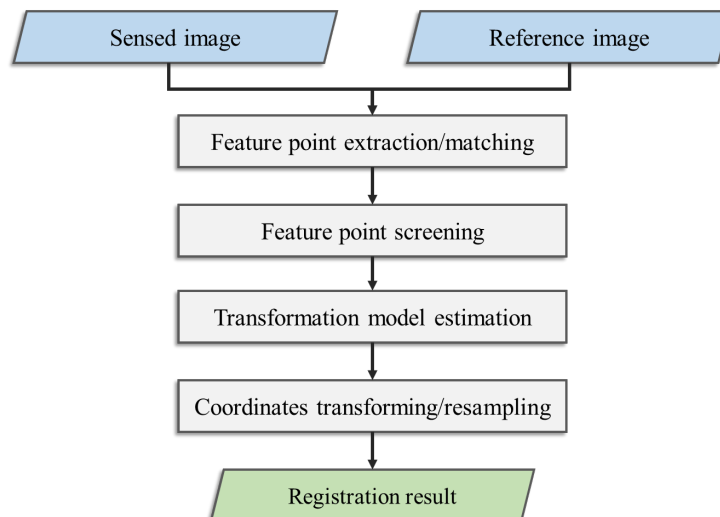 Sensed image
Reference image
Feature point extraction/matching
Feature point screening
Transformation model estimation
Coordinates transforming/resampling
Registration result